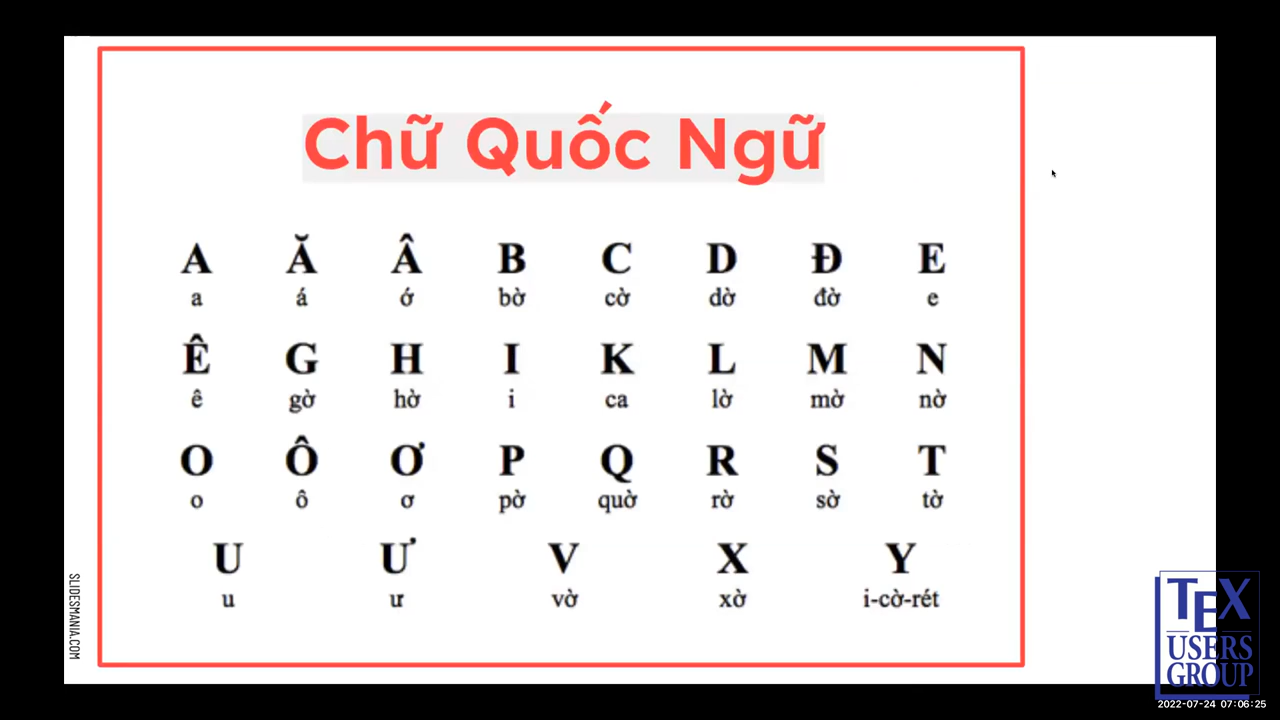 Chữ Quốc Ngữ
A Ă Â B C D Đ E
a á ớ bờ cờ dờ đờ e
Ê G H I K L M N
ê gờ hờ i ca lờ mờ nờ
O Ô Ơ P Q R S T
o ô ơ pờ quờ rờ sờ tờ
U Ư V X Y
u ư vờ xờ i-cờ-rét
SLIDESMANIA.COM
TEX
USERS
GROUP
2022-07-24 07:06:25